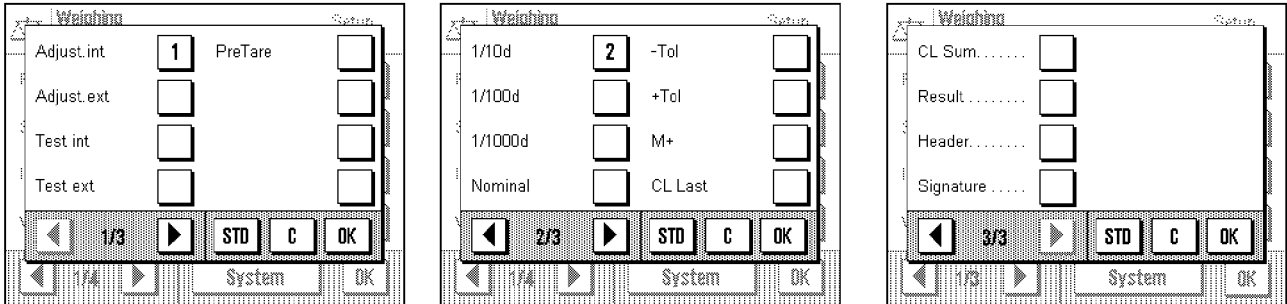 Weighing Setup
Adjust.int 1 PreTare
Adjust.ext
Test int
Test ext
1/3 STD C OK
1/4 System OK
Weighing Setup
1/10d 2 -Tol
1/100d +Tol
1/1000d M+
Nominal CL Last
2/3 STD C OK
1/4 System OK
Weighing Setup
CL Sum.......
Result ........
Header........
Signature .....
3/3 STD C OK
1/3 System OK